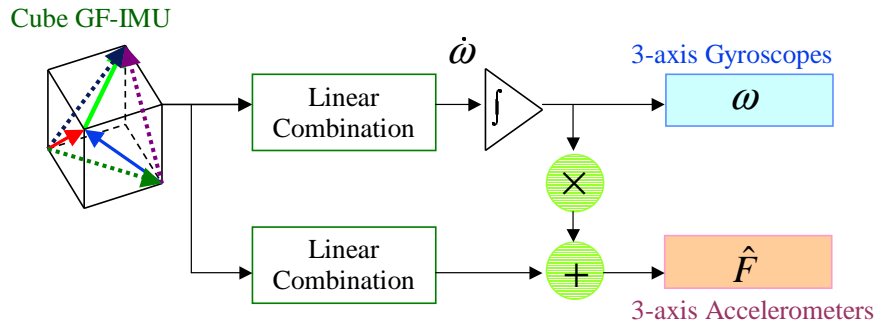 Cube GF-IMU
Linear
Combination
ω̇
∫
3-axis Gyroscopes
ω
×
Linear
Combination
+
F̂
3-axis Accelerometers